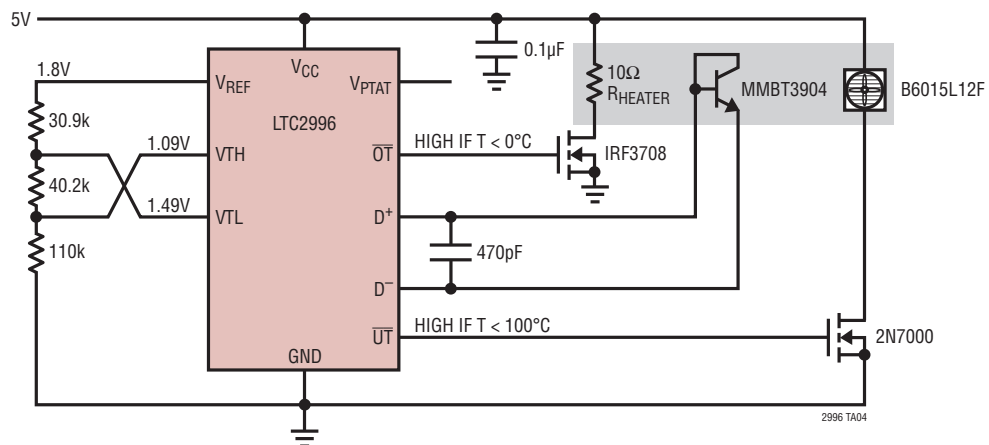 5V
1.8V
30.9k
40.2k
110k
1.09V
1.49V
VREF
VCC
VPTAT
LTC2996
VTH
OT
VTL
D+
D–
UT
GND
0.1µF
10Ω
RHEATER
MMBT3904
B6015L12F
HIGH IF T < 0°C
IRF3708
470pF
HIGH IF T < 100°C
2N7000
2996 TA04